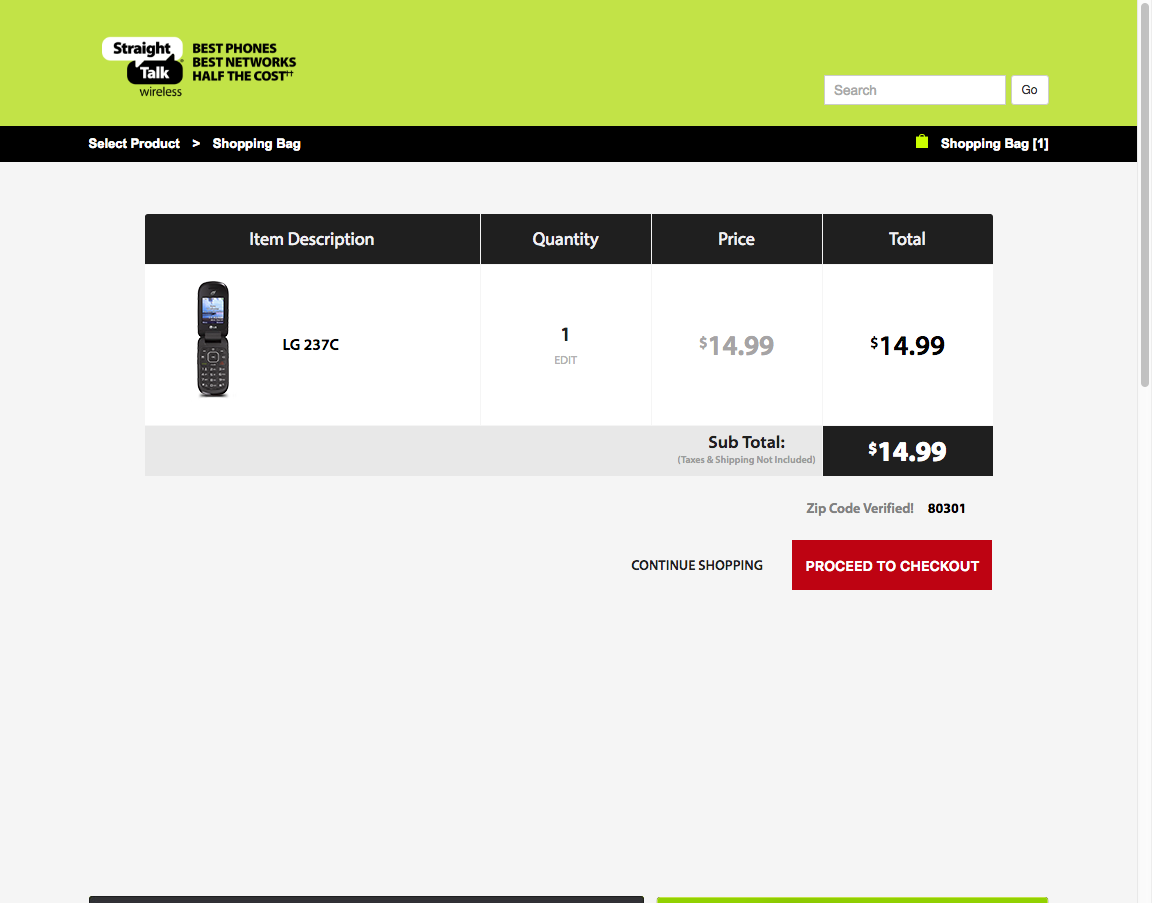 Straight
Talk
wireless
BEST PHONES
BEST NETWORKS
HALF THE COST††
Search
Go
Select Product > Shopping Bag
Shopping Bag [1]
Item Description
Quantity
Price
Total
LG 237C
1
EDIT
$14.99
$14.99
Sub Total:
(Taxes & Shipping Not Included)
$14.99
Zip Code Verified! 80301
CONTINUE SHOPPING
PROCEED TO CHECKOUT